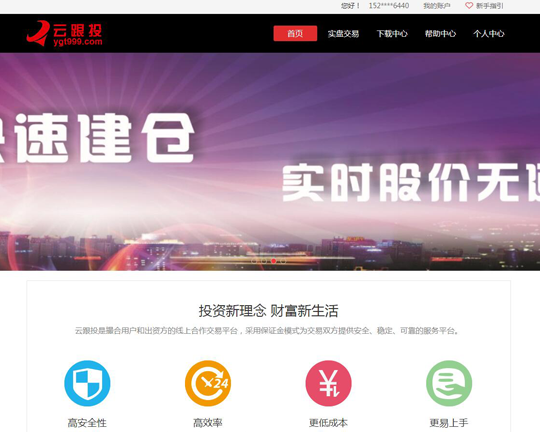 您好！ 152****6440 我的账户 新手指引
云跟投
ygt999.com
首页 实盘交易 下载中心 帮助中心 个人中心
速建仓
实时股价无
投资新理念 财富新生活
云跟投是撮合用户和出资方的线上合作交易平台，采用保证金模式为交易双方提供安全、稳定、可靠的服务平台。
24
高安全性 高效率 更低成本 更易上手